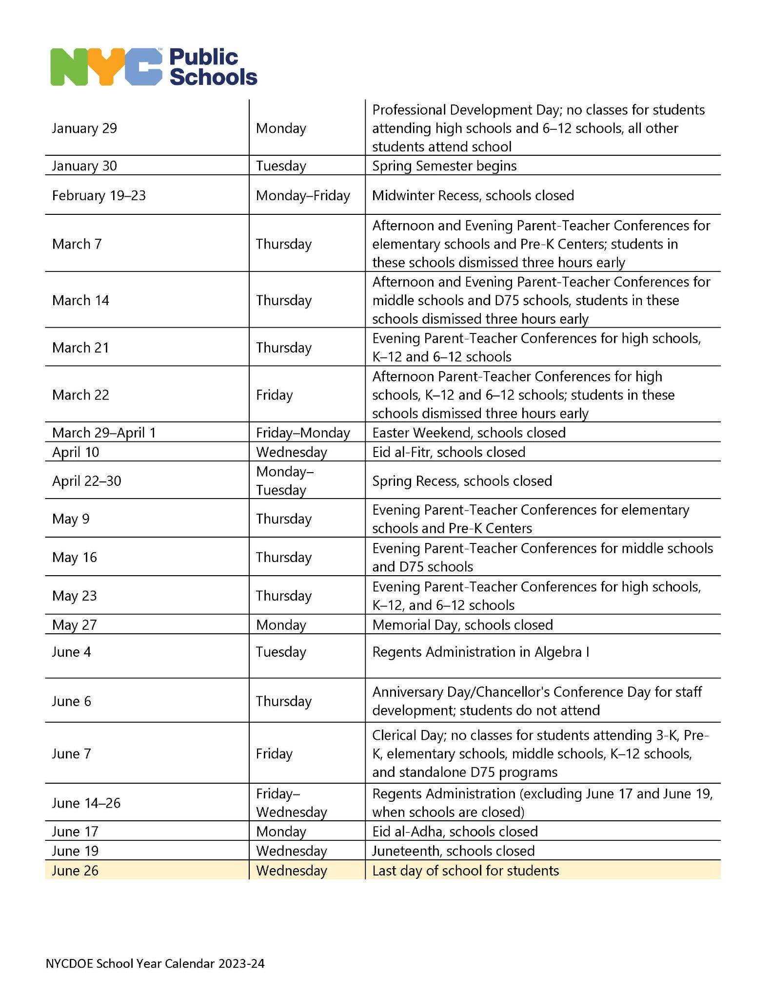 NYC™ Public
Schools
January 29 Monday Professional Development Day; no classes for students
attending high schools and 6–12 schools, all other
students attend school
January 30 Tuesday Spring Semester begins
February 19–23 Monday–Friday Midwinter Recess, schools closed
March 7 Thursday Afternoon and Evening Parent-Teacher Conferences for
elementary schools and Pre-K Centers; students in
these schools dismissed three hours early
March 14 Thursday Afternoon and Evening Parent-Teacher Conferences for
middle schools and D75 schools, students in these
schools dismissed three hours early
March 21 Thursday Evening Parent-Teacher Conferences for high schools,
K–12 and 6–12 schools
March 22 Friday Afternoon Parent-Teacher Conferences for high
schools, K–12 and 6–12 schools; students in these
schools dismissed three hours early
March 29–April 1 Friday–Monday Easter Weekend, schools closed
April 10 Wednesday Eid al-Fitr, schools closed
April 22–30 Monday–
Tuesday Spring Recess, schools closed
May 9 Thursday Evening Parent-Teacher Conferences for elementary
schools and Pre-K Centers
May 16 Thursday Evening Parent-Teacher Conferences for middle schools
and D75 schools
May 23 Thursday Evening Parent-Teacher Conferences for high schools,
K–12, and 6–12 schools
May 27 Monday Memorial Day, schools closed
June 4 Tuesday Regents Administration in Algebra I
June 6 Thursday Anniversary Day/Chancellor's Conference Day for staff
development; students do not attend
June 7 Friday Clerical Day; no classes for students attending 3-K, Pre-
K, elementary schools, middle schools, K–12 schools,
and standalone D75 programs
June 14–26 Friday–
Wednesday Regents Administration (excluding June 17 and June 19,
when schools are closed)
June 17 Monday Eid al-Adha, schools closed
June 19 Wednesday Juneteenth, schools closed
June 26 Wednesday Last day of school for students
NYCDOE School Year Calendar 2023-24